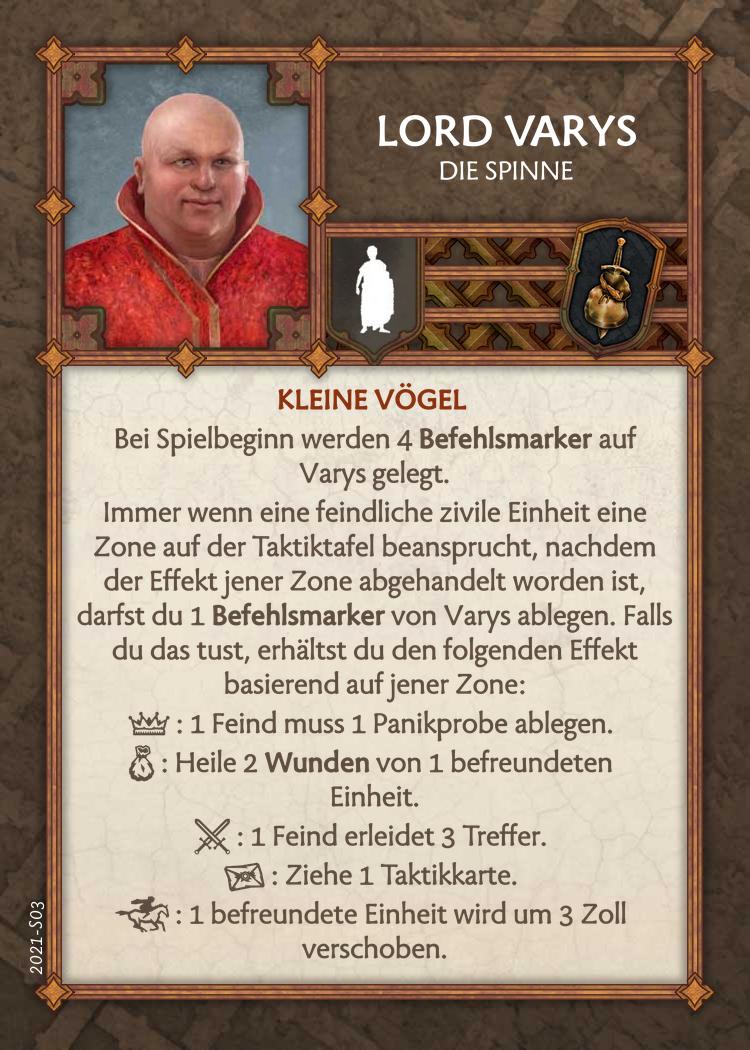 LORD VARYS
DIE SPINNE
KLEINE VÖGEL
Bei Spielbeginn werden 4 Befehlsmarker auf
Varys gelegt.
Immer wenn eine feindliche zivile Einheit eine
Zone auf der Taktiktafel beansprucht, nachdem
der Effekt jener Zone abgehandelt worden ist,
darfst du 1 Befehlsmarker von Varys ablegen. Falls
du das tust, erhältst du den folgenden Effekt
basierend auf jener Zone:
: 1 Feind muss 1 Panikprobe ablegen.
: Heile 2 Wunden von 1 befreundeten
Einheit.
: 1 Feind erleidet 3 Treffer.
: Ziehe 1 Taktikkarte.
: 1 befreundete Einheit wird um 3 Zoll
verschoben.
2021-S03